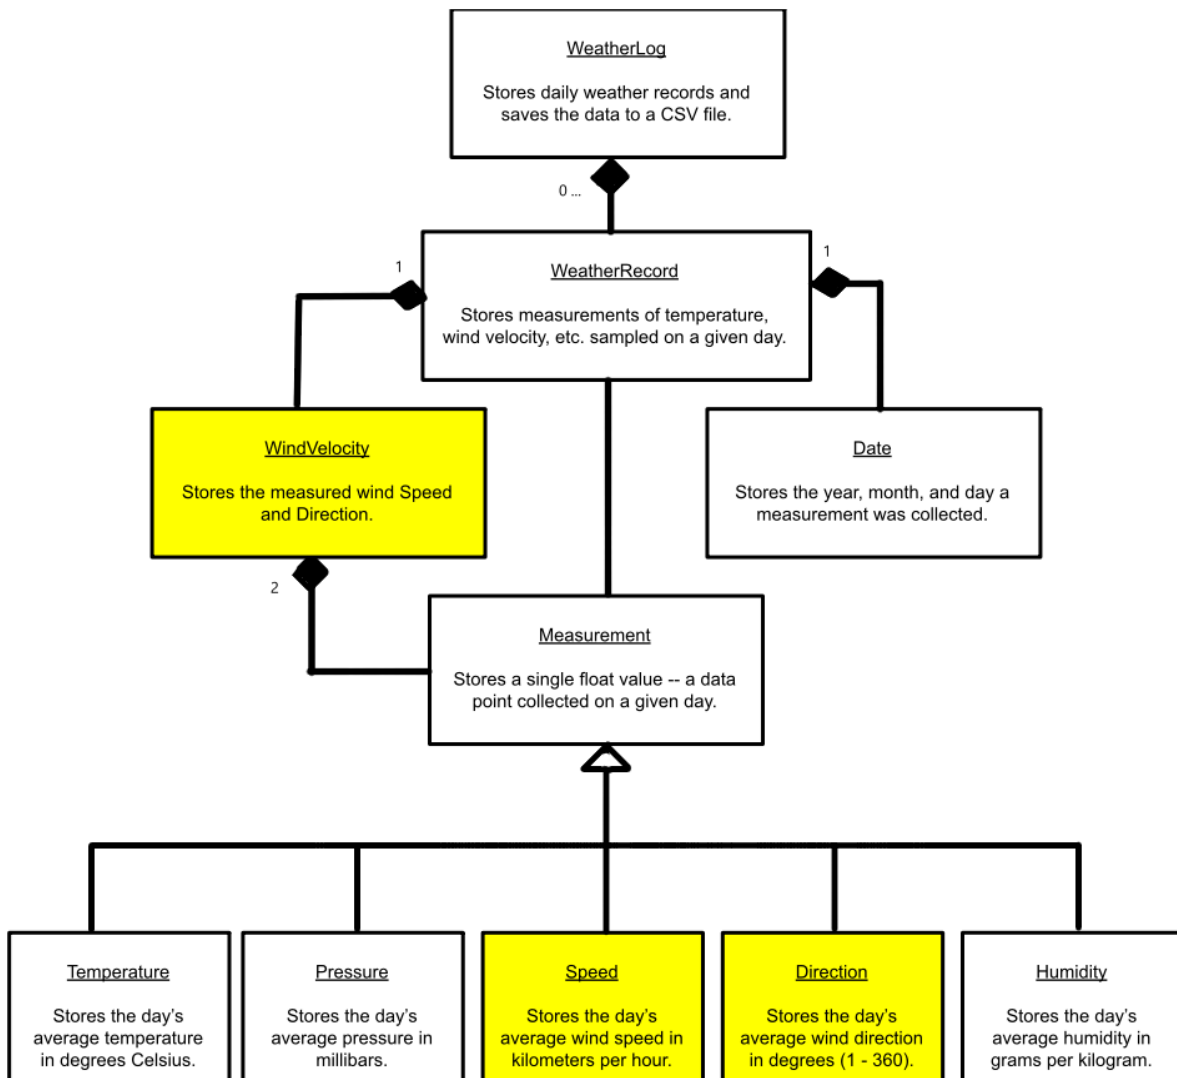 WeatherLog
Stores daily weather records and
saves the data to a CSV file.
0 ...
1
WeatherRecord
Stores measurements of temperature,
wind velocity, etc. sampled on a given day.
1
WindVelocity
Stores the measured wind Speed
and Direction.
Date
Stores the year, month, and day a
measurement was collected.
2
Measurement
Stores a single float value -- a data
point collected on a given day.
Temperature
Stores the day's
average temperature
in degrees Celsius.
Pressure
Stores the day's
average pressure in
millibars.
Speed
Stores the day's
average wind speed in
kilometers per hour.
Direction
Stores the day's
average wind direction
in degrees (1 - 360).
Humidity
Stores the day's
average humidity in
grams per kilogram.